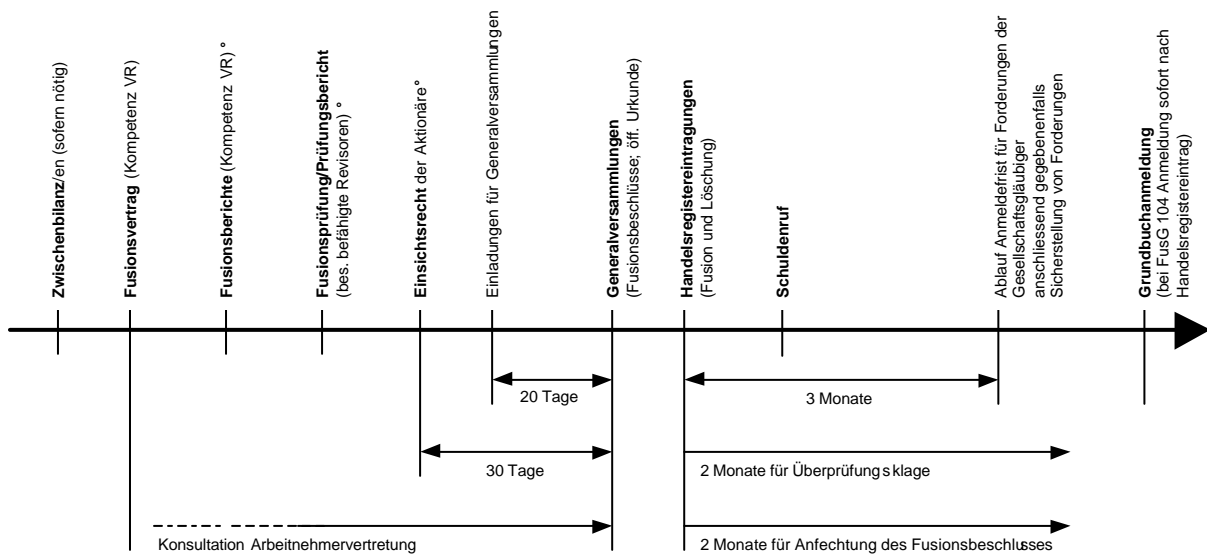 Zwischenbilanz/en (sofern nötig)
Fusionsvertrag (Kompetenz VR)
Fusionsberichte (Kompetenz VR) °
Fusionsprüfung/Prüfungsbericht
(bes. befähigte Revisoren) °
Einsichtsrecht der Aktionäre°
Einladungen für Generalversammlungen
Generalversammlungen
(Fusionsbeschlüsse; öff. Urkunde)
Handelsregistereintragungen
(Fusion und Löschung)
Schuldenruf
Ablauf Anmeldefrist für Forderungen der
Gesellschaftsgläubiger
anschliessend gegebenenfalls
Sicherstellung von Forderungen
Grundbuchanmeldung
(bei FusG 104 Anmeldung sofort nach
Handelsregistereintrag)
20 Tage
3 Monate
30 Tage
2 Monate für Überprüfungsklage
Konsultation Arbeitnehmervertretung
2 Monate für Anfechtung des Fusionsbeschlusses